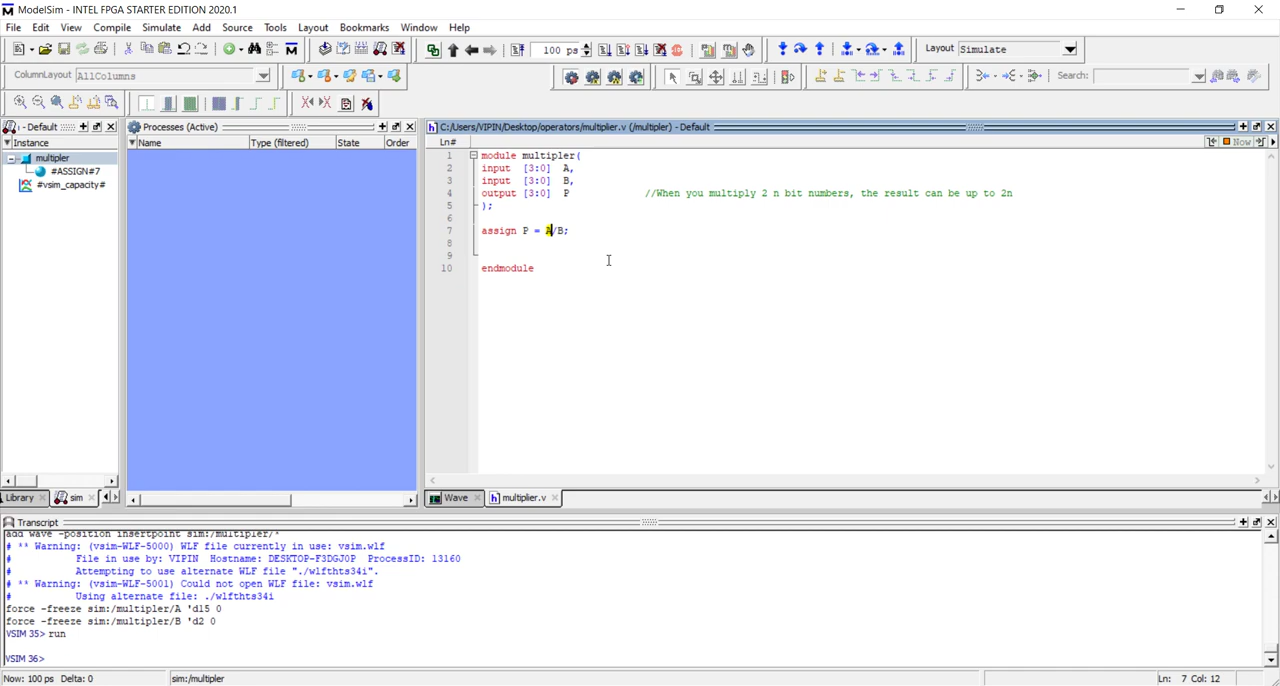 ModelSim - INTEL FPGA STARTER EDITION 2020.1
File Edit View Compile Simulate Add Source Tools Layout Bookmarks Window Help
100 ps Layout Simulate
ColumnLayout AllColumns Search:
- Default
Processes (Active)
C:/Users/VIPIN/Desktop/operators/multiplier.v (/multipler) - Default
Instance
Name Type (filtered) State Order
Ln#
Now
multipler
#ASSIGN#7
#vsim_capacity#
1 module multipler(
2 input [3:0] A,
3 input [3:0] B,
4 output [3:0] P //When you multiply 2 n bit numbers, the result can be up to 2n
5 );
6
7 assign P = A/B;
8
9
10 endmodule
Library sim
Wave multiplier.v
Transcript
add wave -position insertpoint sim:/multipler/*
# ** Warning: (vsim-WLF-5000) WLF file currently in use: vsim.wlf
# File in use by: VIPIN Hostname: DESKTOP-F3DGJ0P ProcessID: 13160
# Attempting to use alternate WLF file "./wlfthts34i".
# ** Warning: (vsim-WLF-5001) Could not open WLF file: vsim.wlf
# Using alternate file: ./wlfthts34i
force -freeze sim:/multipler/A 'd15 0
force -freeze sim:/multipler/B 'd2 0
VSIM 35> run
VSIM 36>
Now: 100 ps Delta: 0 sim:/multipler Ln: 7 Col: 12